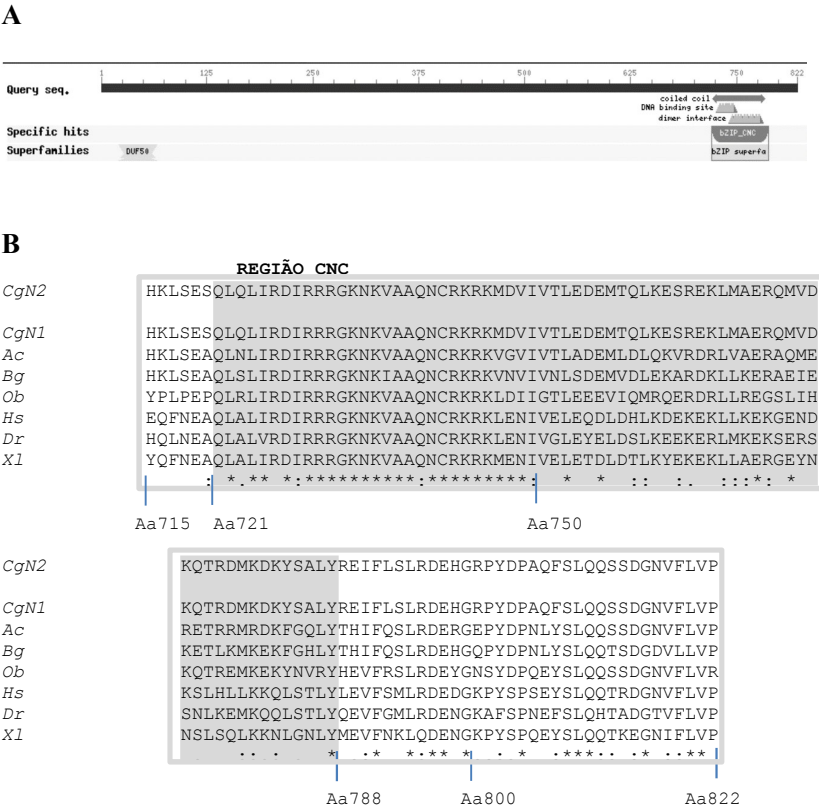 A
1 125 250 375 500 625 750 822
Query seq.
coiled coil
DNA binding site
dimer interface
Specific hits
bZIP_CNC
Superfamilies DUF50 bZIP superfa
B
REGIÃO CNC
CgN2 HKLSESQLQLIRDIRRRGKNKVAAQNCRKRKMDVIVTLEDEMTQLKESREKLMAERQMVD
CgN1 HKLSESQLQLIRDIRRRGKNKVAAQNCRKRKMDVIVTLEDEMTQLKESREKLMAERQMVD
Ac HKLSEAQLNLIRDIRRRGKNKVAAQNCRKRKVGVIVTLADEMLDLQKVRDRLVAERAQME
Bg HKLSEAQLSLIRDIRRRGKNKIAAQNCRKRKVNVIVNLSDEMVDLEKARDKLLKERAEIE
Ob YPLPEPQLRLIRDIRRRGKNKVAAQNCRKRKLDIIGTLEEEVIQMRQERDRLLREGSLIH
Hs EQFNEAQLALIRDIRRRGKNKVAAQNCRKRKLENIVELEQDLDHLKDEKEKLLKEKGEND
Dr HQLNEAQLALVRDIRRRGKNKVAAQNCRKRKMENIVGLEYELDSLKEEKERLMKEKSERS
Xl YQFNEAQLALIRDIRRRGKNKVAAQNCRKRKMENIVELETDLDTLKYEKEKLLAERGEYN
: *.** *:********:************: * * :: :. :::*: *
Aa715 Aa721 Aa750
CgN2 KQTRDMKDKYSALYREIFLSLRDEHGRPYDPAQFSLQQSSDGNVFLVP
CgN1 KQTRDMKDKYSALYREIFLSLRDEHGRPYDPAQFSLQQSSDGNVFLVP
Ac RETRRMRDKFGQLYTHIFQSLRDERGEPYDPNLYSLQQSSDGNVFLVP
Bg KETLKMKEKFGHLYTHIFQSLRDEHGQPYDPSLYSLQQTSDGDVLLVP
Ob KQTREMKEKYNVRYHEVFRSLRDEYGNSYDPQEYSLQQSSDGNVFLVR
Hs KSLHLLKKQLSTLYLEVFSMLRDEDGKPYSPSEYSLQQTRDGNVFLVP
Dr SNLKEMKQQLSTLYQEVFGMLRDENGKAFSPNEFSLQHTADGTVFLVP
Xl NSLSQLKKNLGNLYMEVFNKLQDENGKPYSPQEYSLQQTKEGNIFLVP
. :: . *. .:* *:** * .:.* :***:: :* ::**
Aa788 Aa800 Aa822